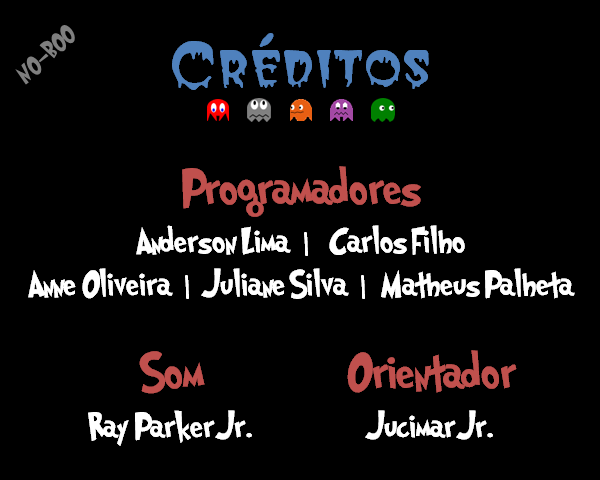 NO-BOO
CRÉDITOS
Programadores
Anderson Lima | Carlos Filho
Anne Oliveira | Juliane Silva | Matheus Palheta
Som
Orientador
Ray Parker Jr.
Jucimar Jr.